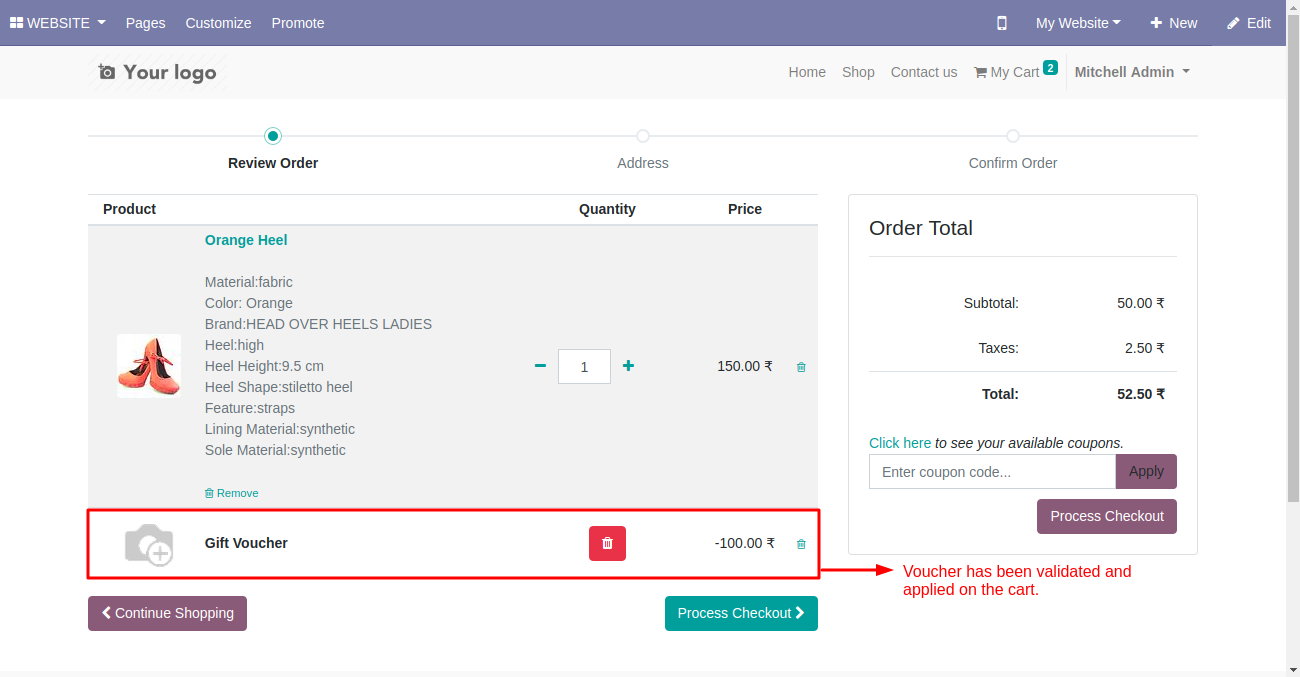 WEBSITE Pages Customize Promote My Website New Edit
Your logo Home Shop Contact us My Cart 2 Mitchell Admin
Review Order Address Confirm Order
Product Quantity Price
Orange Heel
Material:fabric
Color: Orange
Brand:HEAD OVER HEELS LADIES
Heel:high
Heel Height:9.5 cm
Heel Shape:stiletto heel
Feature:straps
Lining Material:synthetic
Sole Material:synthetic
1
150.00 ₹
Remove
Gift Voucher -100.00 ₹
Continue Shopping Process Checkout
Order Total
Subtotal: 50.00 ₹
Taxes: 2.50 ₹
Total: 52.50 ₹
Click here to see your available coupons.
Enter coupon code... Apply
Process Checkout
Voucher has been validated and
applied on the cart.